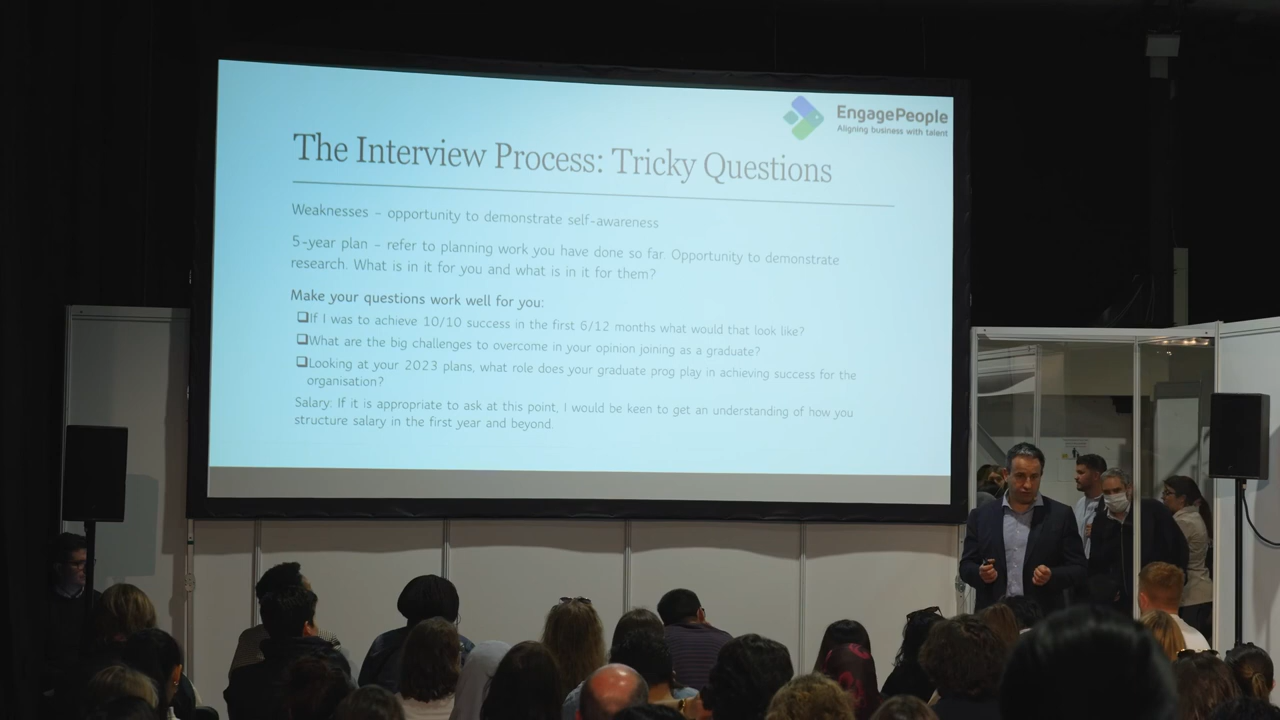 EngagePeople
Aligning business with talent
The Interview Process: Tricky Questions
Weaknesses – opportunity to demonstrate self-awareness
5-year plan – refer to planning work you have done so far. Opportunity to demonstrate
research. What is in it for you and what is in it for them?
Make your questions work well for you:
❑If I was to achieve 10/10 success in the first 6/12 months what would that look like?
❑What are the big challenges to overcome in your opinion joining as a graduate?
❑Looking at your 2023 plans, what role does your graduate prog play in achieving success for the
organisation?
Salary: If it is appropriate to ask at this point, I would be keen to get an understanding of how you
structure salary in the first year and beyond.